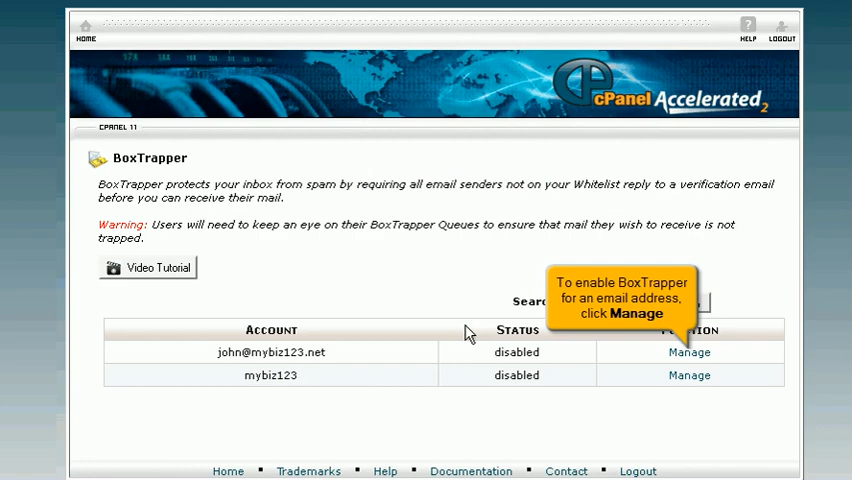 HOME
HELP
LOGOUT
cPanel Accelerated2
CPANEL 11
BoxTrapper
BoxTrapper protects your inbox from spam by requiring all email senders not on your Whitelist reply to a verification email
before you can receive their mail.
Warning: Users will need to keep an eye on their BoxTrapper Queues to ensure that mail they wish to receive is not
trapped.
Video Tutorial
To enable BoxTrapper
for an email address,
click Manage
ACCOUNT STATUS
john@mybiz123.net disabled Manage
mybiz123 disabled Manage
Home ▪ Trademarks ▪ Help ▪ Documentation ▪ Contact ▪ Logout